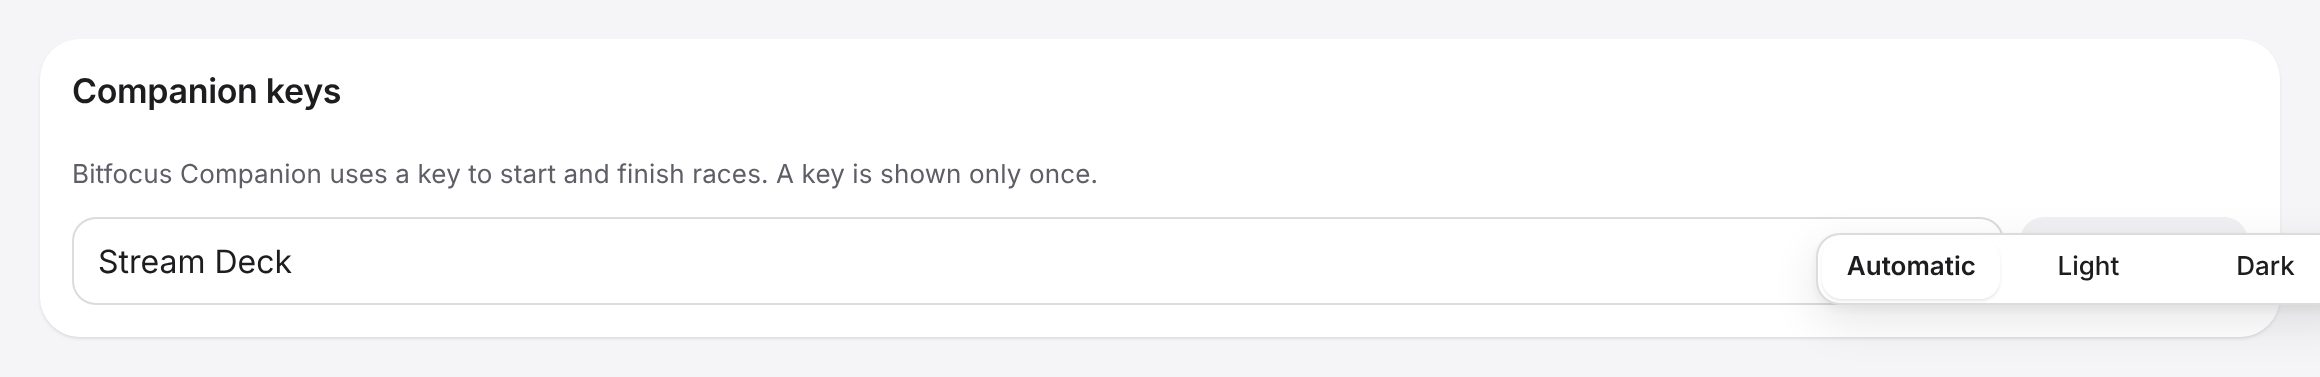 Companion keys
Bitfocus Companion uses a key to start and finish races. A key is shown only once.
Stream Deck
Automatic Light Dark